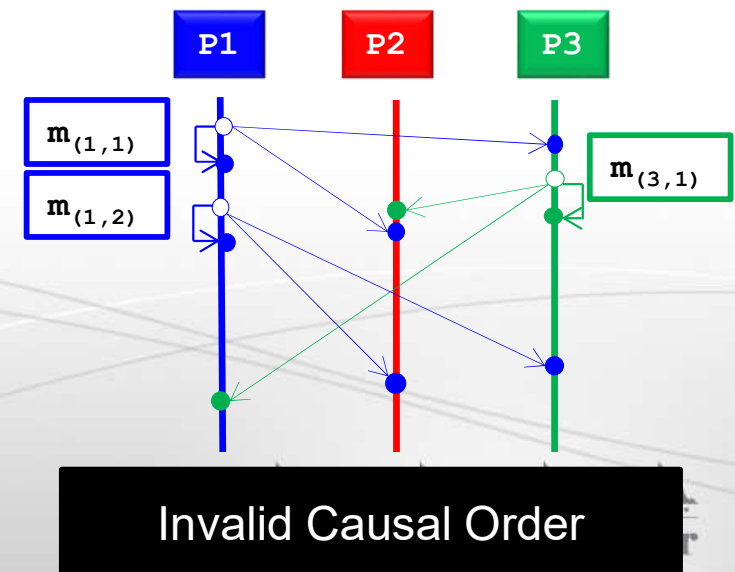 P1 P2 P3
m(1,1)
m(3,1)
m(1,2)
Invalid Causal Order